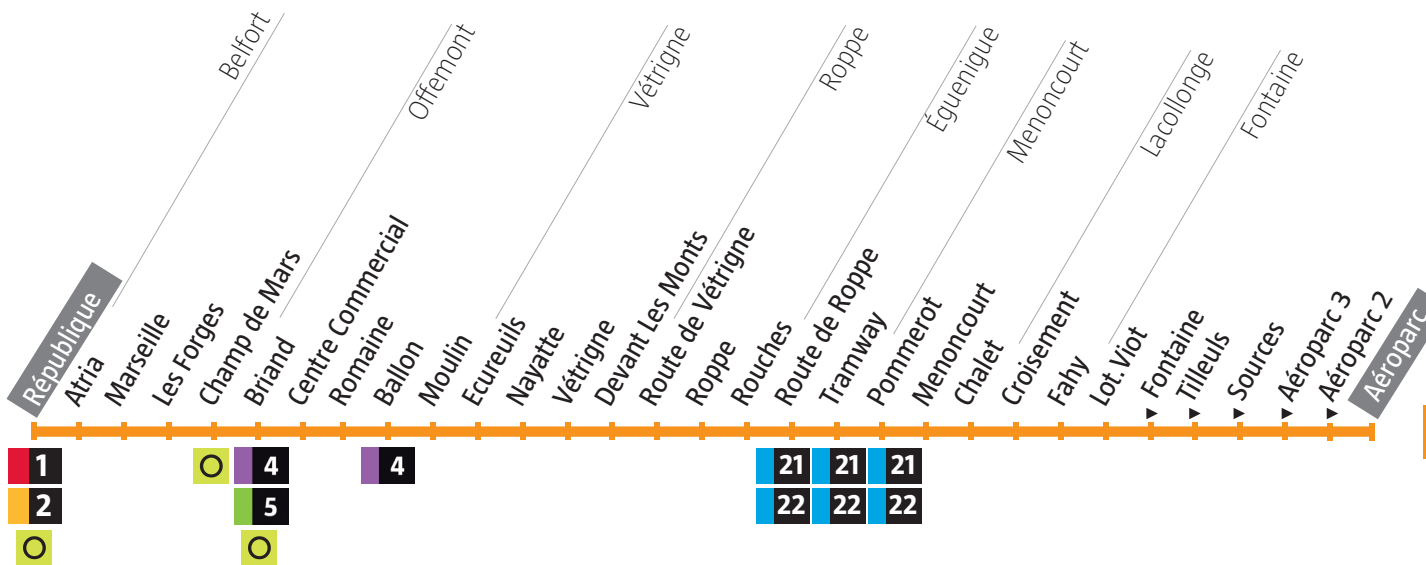 Belfort
Offemont
Vétrigne
Roppe
Éguenigue
Menoncourt
Lacollonge
Fontaine
République
Atria
Marseille
Les Forges
Champ de Mars
Briand
Centre Commercial
Romaine
Ballon
Moulin
Ecureuils
Nayatte
Vétrigne
Devant Les Monts
Route de Vétrigne
Roppe
Rouches
Route de Roppe
Tramway
Pommerot
Menoncourt
Chalet
Croisement
Fahy
Lot. Viot
Fontaine
Tilleuls
Sources
Aéroparc 3
Aéroparc 2
Aéroparc
1
4
4
21
21
21
2
5
22
22
22